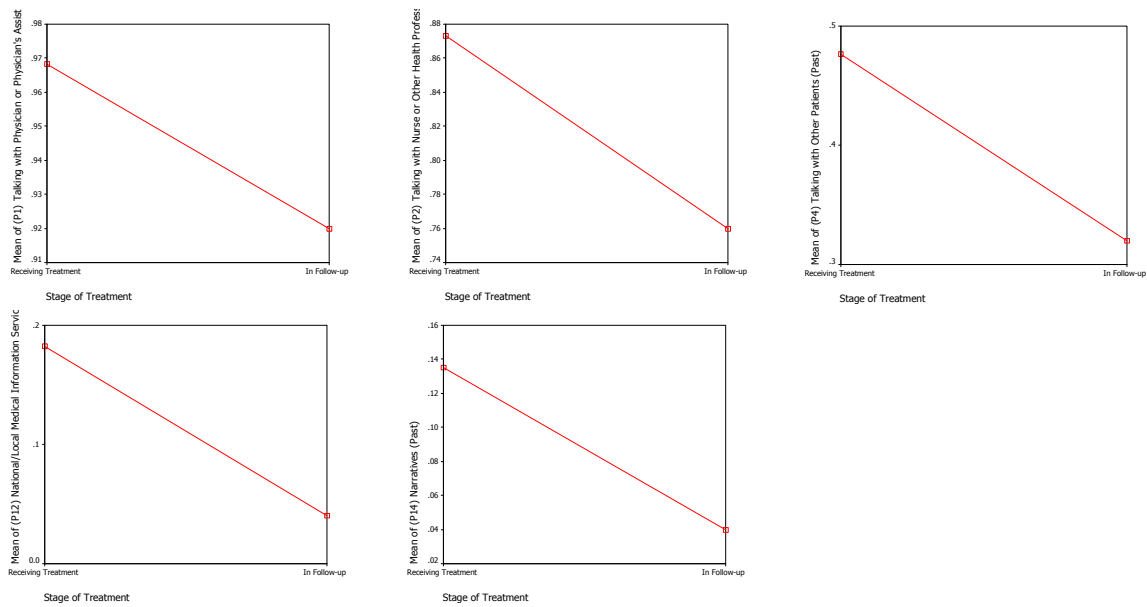 Mean of (P1) Talking with Physician or Physician's Assist
.98
.97
.96
.95
.94
.93
.92
.91
Receiving Treatment
In Follow-up
Stage of Treatment
Mean of (P2) Talking with Nurse or Other Health Profess
.88
.86
.84
.82
.80
.78
.76
.74
Receiving Treatment
In Follow-up
Stage of Treatment
Mean of (P4) Talking with Other Patients (Past)
.5
.4
.3
Receiving Treatment
In Follow-up
Stage of Treatment
Mean of (P12) National/Local Medical Information Servic
.2
.1
0.0
Receiving Treatment
In Follow-up
Stage of Treatment
Mean of (P14) Narratives (Past)
.16
.14
.12
.10
.08
.06
.04
.02
Receiving Treatment
In Follow-up
Stage of Treatment